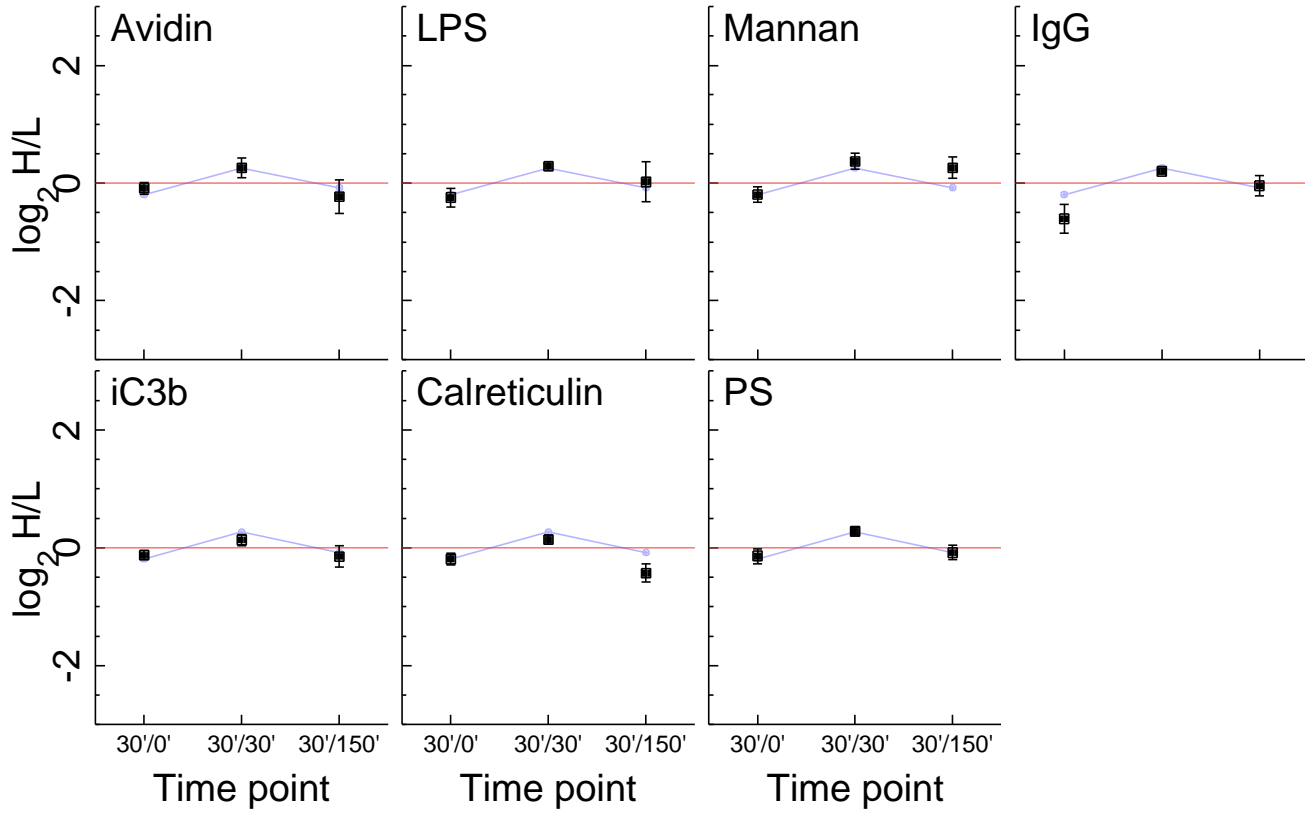 Avidin
LPS
Mannan
IgG
2
0
-2
log2 H/L
iC3b
Calreticulin
PS
2
0
-2
log2 H/L
30'/0' 30'/30' 30'/150'
30'/0' 30'/30' 30'/150'
30'/0' 30'/30' 30'/150'
Time point
Time point
Time point